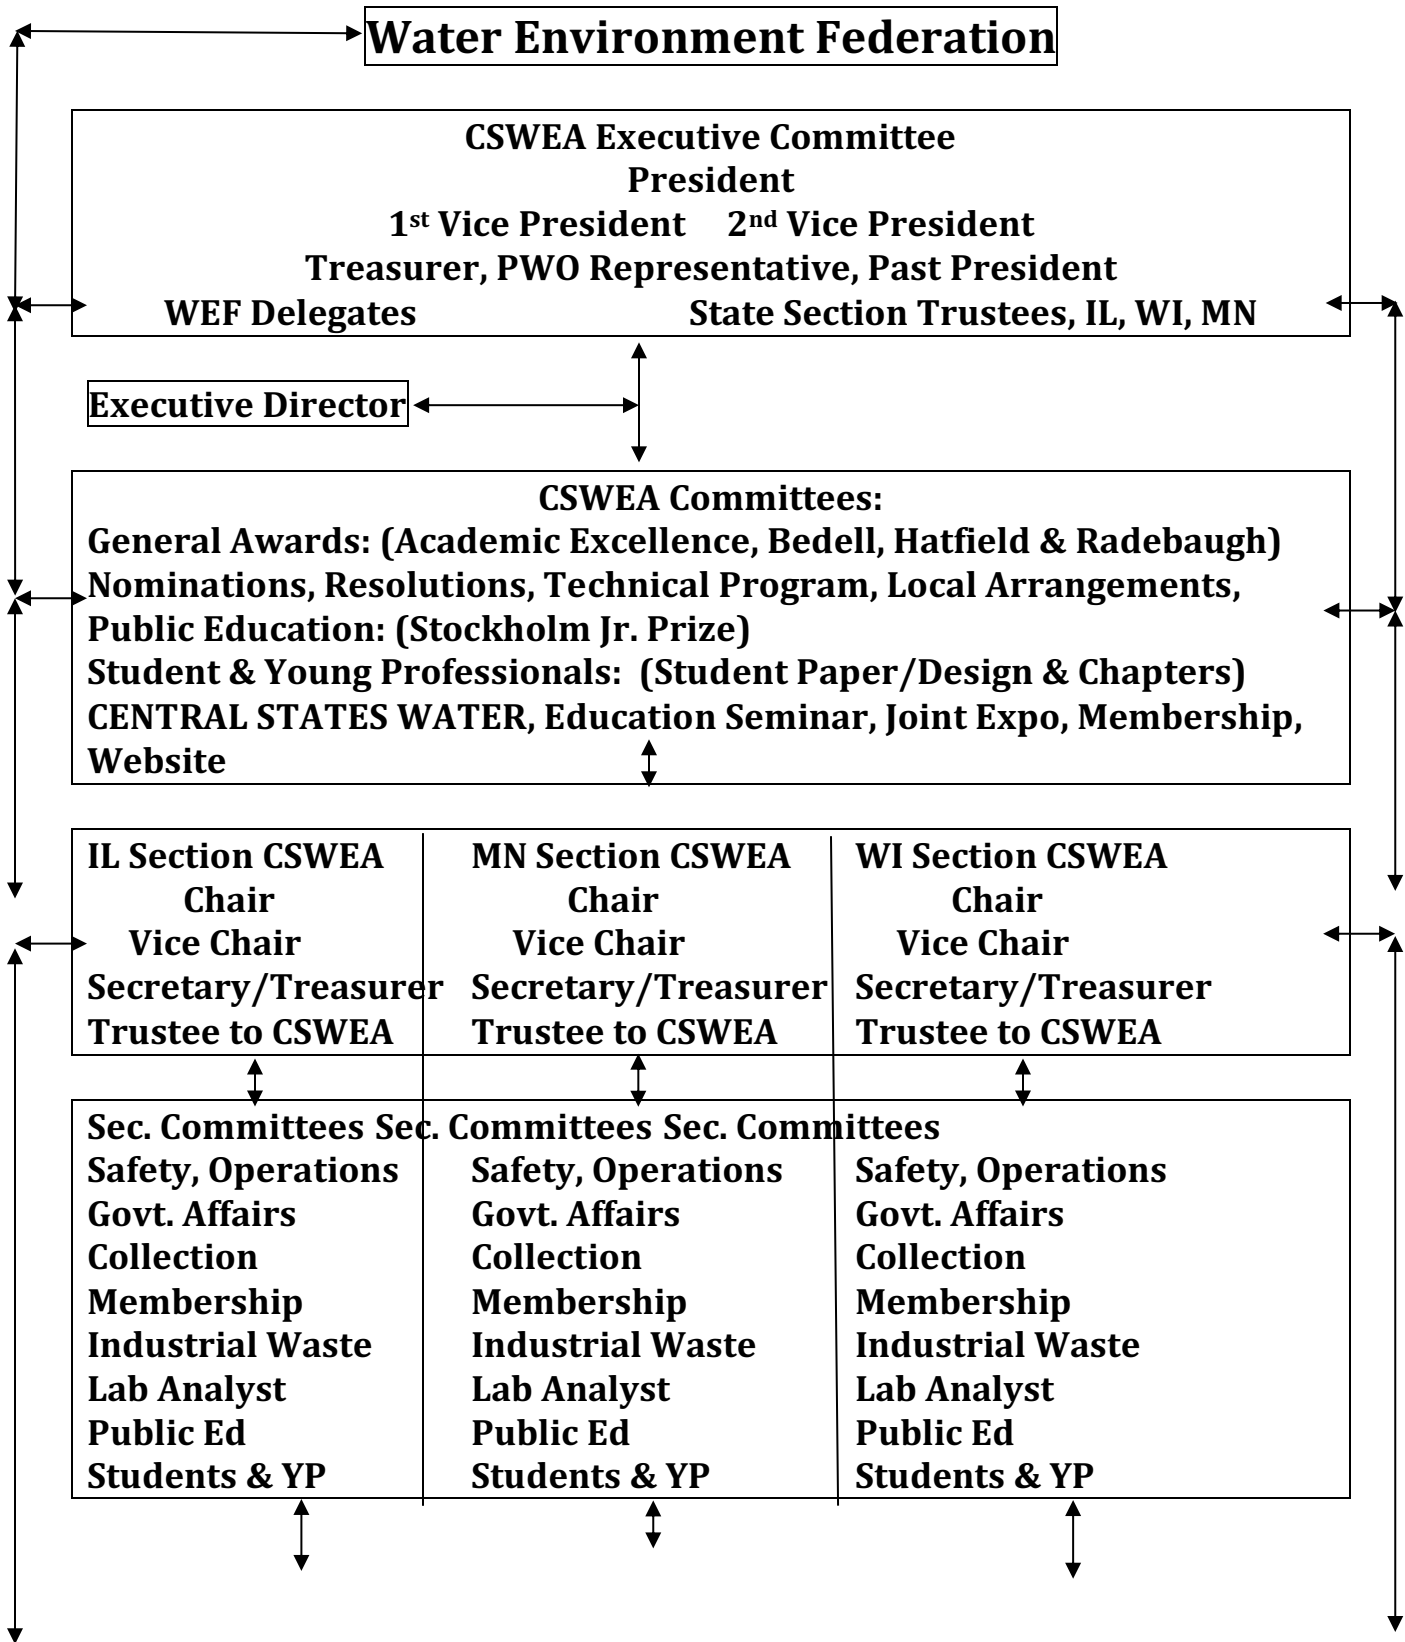 Water Environment Federation
CSWEA Executive Committee
President
1st Vice President 2nd Vice President
Treasurer, PWO Representative, Past President
WEF Delegates State Section Trustees, IL, WI, MN
Executive Director
CSWEA Committees:
General Awards: (Academic Excellence, Bedell, Hatfield & Radebaugh)
Nominations, Resolutions, Technical Program, Local Arrangements,
Public Education: (Stockholm Jr. Prize)
Student & Young Professionals: (Student Paper/Design & Chapters)
CENTRAL STATES WATER, Education Seminar, Joint Expo, Membership,
Website
IL Section CSWEA MN Section CSWEA WI Section CSWEA
Chair Chair Chair
Vice Chair Vice Chair Vice Chair
Secretary/Treasurer Secretary/Treasurer Secretary/Treasurer
Trustee to CSWEA Trustee to CSWEA Trustee to CSWEA
Sec. Committees Sec. Committees Sec. Committees
Safety, Operations Safety, Operations Safety, Operations
Govt. Affairs Govt. Affairs Govt. Affairs
Collection Collection Collection
Membership Membership Membership
Industrial Waste Industrial Waste Industrial Waste
Lab Analyst Lab Analyst Lab Analyst
Public Ed Public Ed Public Ed
Students & YP Students & YP Students & YP